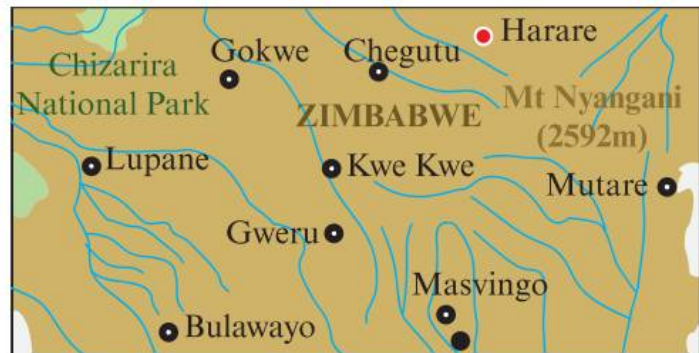 Harare
Gokwe
Chegutu
Chizarira
National Park
ZIMBABWE
Mt Nyangani
(2592m)
Lupane
Kwe Kwe
Mutare
Gweru
Masvingo
Bulawayo